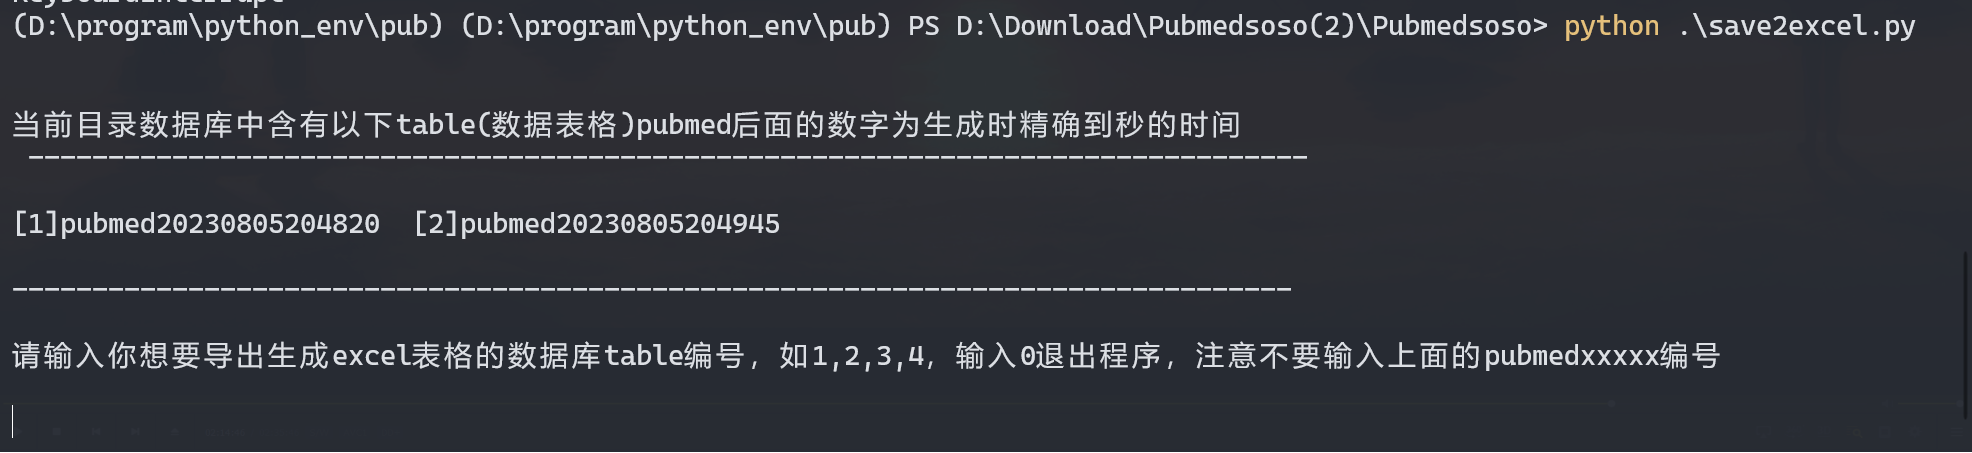 KeyboardInterrupt
(D:\program\python_env\pub) (D:\program\python_env\pub) PS D:\Download\Pubmedsoso(2)\Pubmedsoso> python .\save2excel.py
当前目录数据库中含有以下table(数据表格)pubmed后面的数字为生成时精确到秒的时间
--------------------------------------------------------------------------------
[1]pubmed20230805204820  [2]pubmed20230805204945
--------------------------------------------------------------------------------
请输入你想要导出生成excel表格的数据库table编号，如1,2,3,4，输入0退出程序，注意不要输入上面的pubmedxxxxx编号